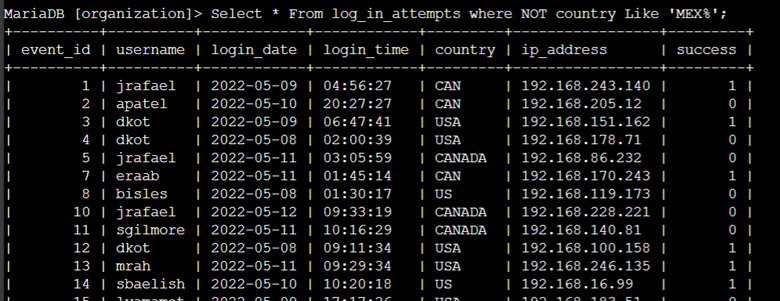 MariaDB [organization]> Select * From log_in_attempts where NOT country Like 'MEX%';
+----------+----------+------------+------------+---------+-----------------+---------+
| event_id | username | login_date | login_time | country | ip_address | success |
+----------+----------+------------+------------+---------+-----------------+---------+
| 1 | jrafael | 2022-05-09 | 04:56:27 | CAN | 192.168.243.140 | 1 |
| 2 | apatel | 2022-05-10 | 20:27:27 | CAN | 192.168.205.12 | 0 |
| 3 | dkot | 2022-05-09 | 06:47:41 | USA | 192.168.151.162 | 1 |
| 4 | dkot | 2022-05-08 | 02:00:39 | USA | 192.168.178.71 | 0 |
| 5 | jrafael | 2022-05-11 | 03:05:59 | CANADA | 192.168.86.232 | 0 |
| 7 | eraab | 2022-05-11 | 01:45:14 | CAN | 192.168.170.243 | 1 |
| 8 | bisles | 2022-05-08 | 01:30:17 | US | 192.168.119.173 | 0 |
| 10 | jrafael | 2022-05-12 | 09:33:19 | CANADA | 192.168.228.221 | 0 |
| 11 | sgilmore | 2022-05-11 | 10:16:29 | CANADA | 192.168.140.81 | 0 |
| 12 | dkot | 2022-05-08 | 09:11:34 | USA | 192.168.100.158 | 1 |
| 13 | mrah | 2022-05-11 | 09:29:34 | USA | 192.168.246.135 | 1 |
| 14 | sbaelish | 2022-05-10 | 10:20:18 | US | 192.168.16.99 | 1 |